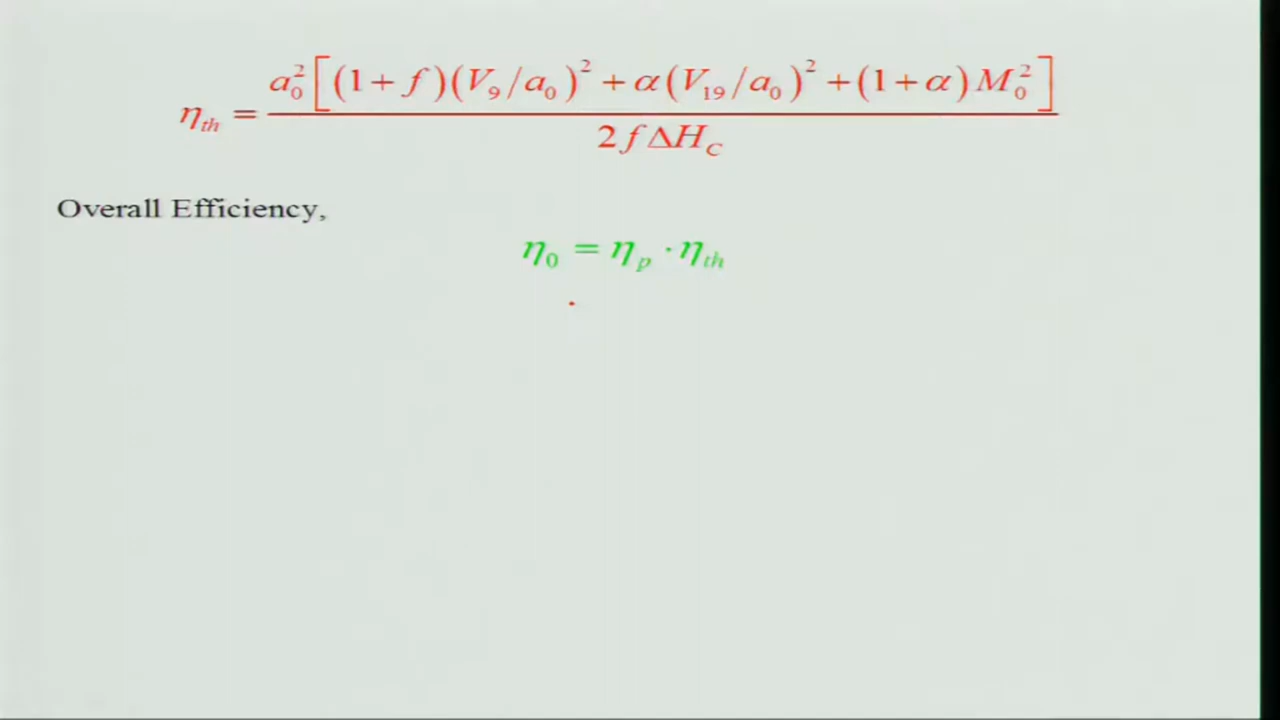 η_th = a_0^2 [(1 + f)(V_9/a_0)^2 + α(V_19/a_0)^2 + (1 + α) M_0^2] / 2 f ΔH_C
Overall Efficiency,
η_0 = η_p · η_th